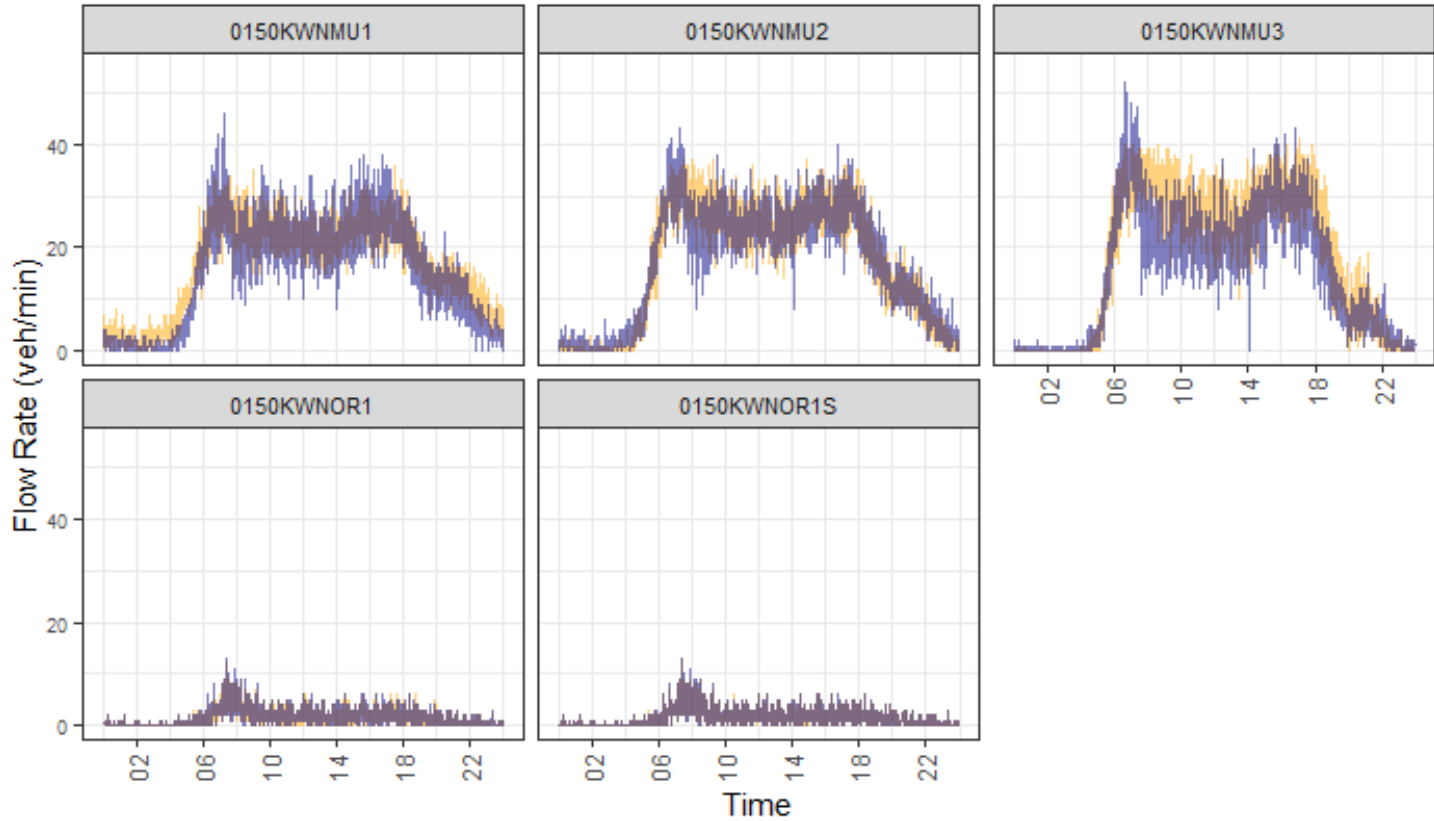 0150KWNMU1 0150KWNMU2 0150KWNMU3
40
20
0
02 06 10 14 18 22
0150KWNOR1 0150KWNOR1S
40
20
0
02 06 10 14 18 22 02 06 10 14 18 22
Flow Rate (veh/min)
Time